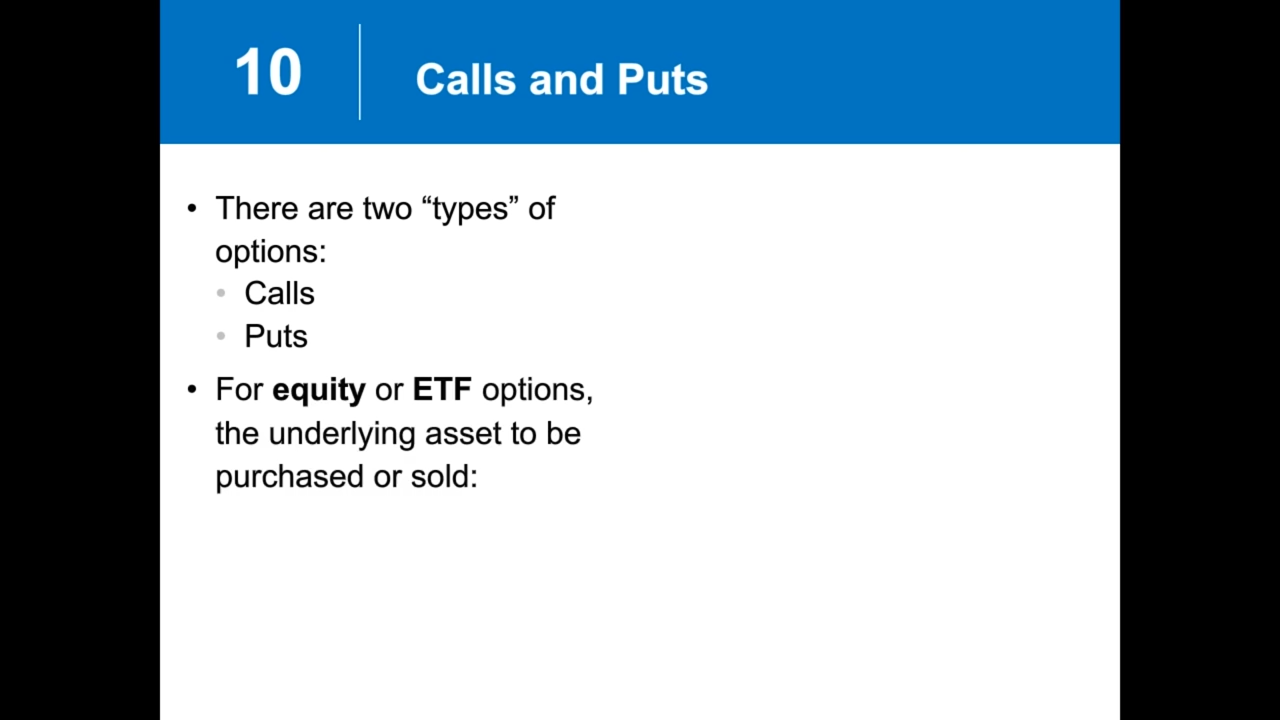 10
Calls and Puts
• There are two “types” of
options:
• Calls
• Puts
• For equity or ETF options,
the underlying asset to be
purchased or sold: